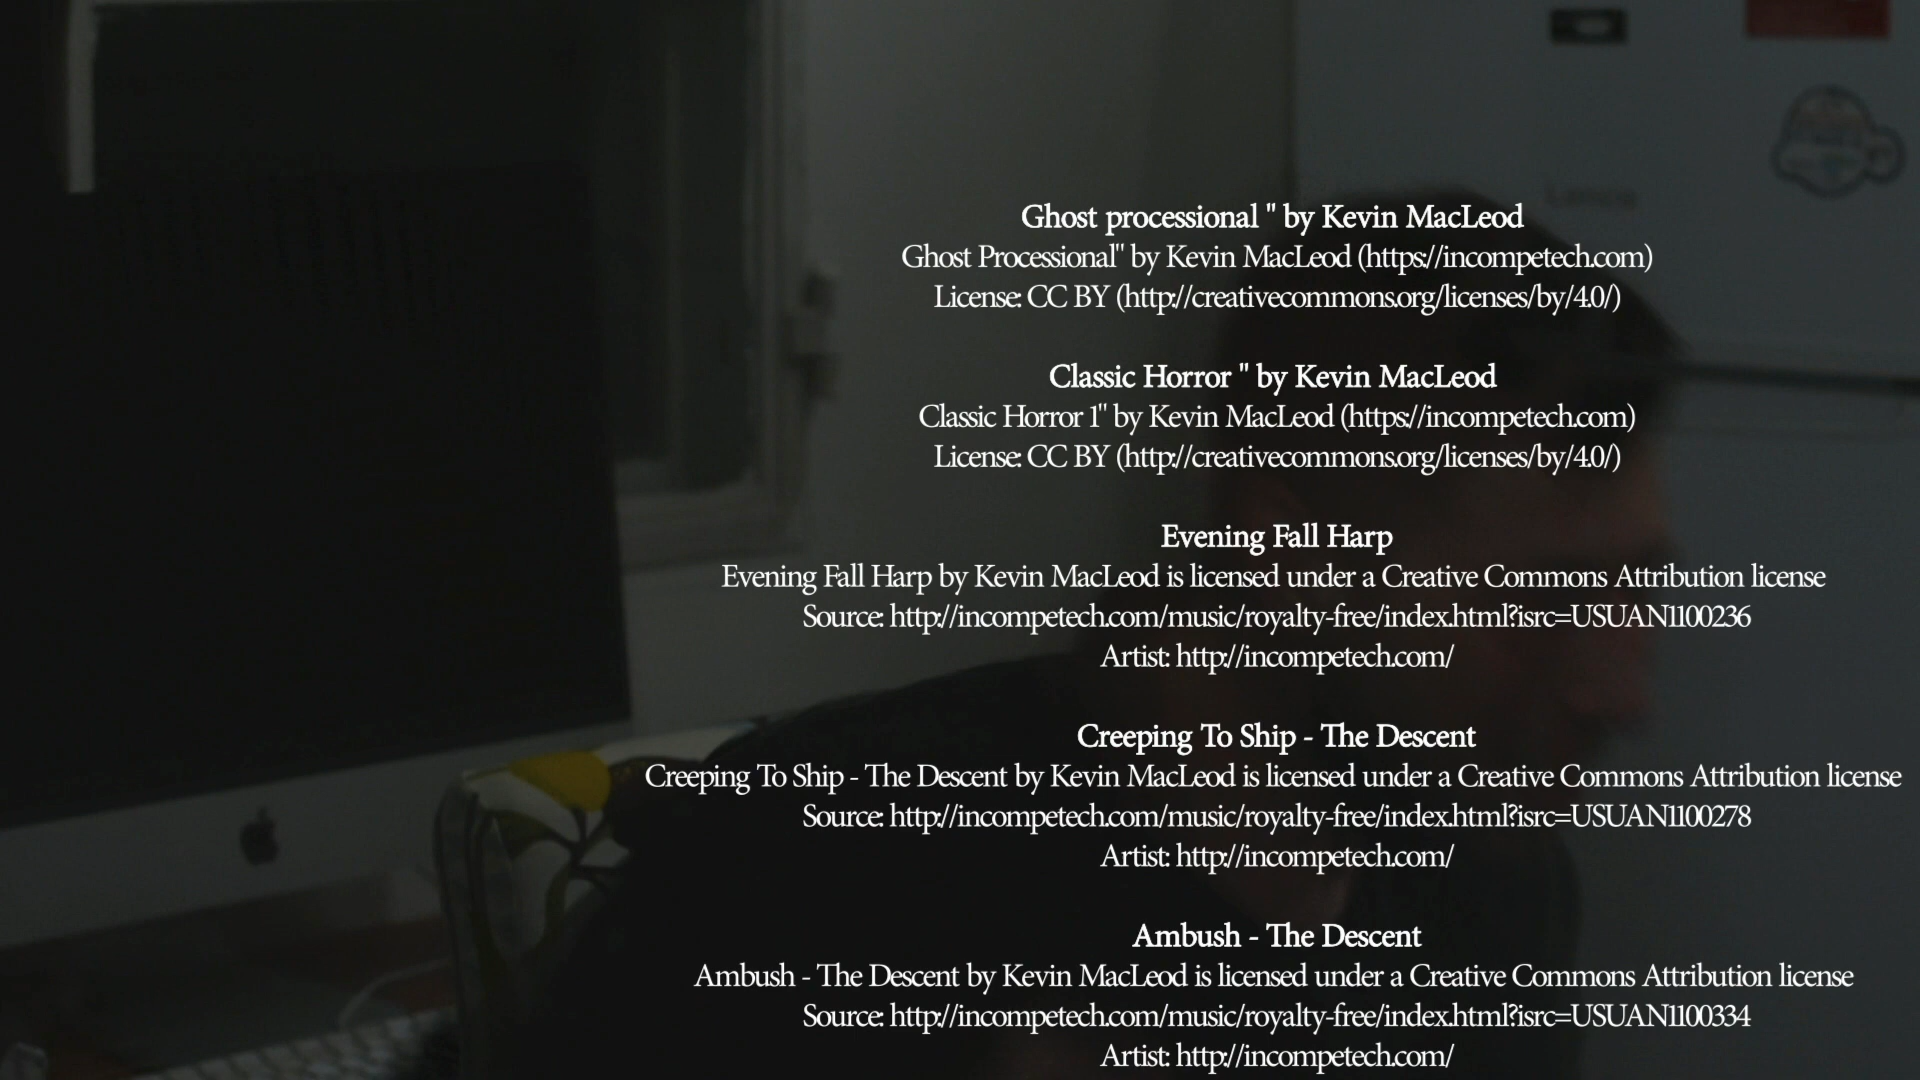 Ghost processional " by Kevin MacLeod
Ghost Processional" by Kevin MacLeod (https://incompetech.com)
License: CC BY (http://creativecommons.org/licenses/by/4.0/)
Classic Horror " by Kevin MacLeod
Classic Horror 1" by Kevin MacLeod (https://incompetech.com)
License: CC BY (http://creativecommons.org/licenses/by/4.0/)
Evening Fall Harp
Evening Fall Harp by Kevin MacLeod is licensed under a Creative Commons Attribution license
Source: http://incompetech.com/music/royalty-free/index.html?isrc=USUAN1100236
Artist: http://incompetech.com/
Creeping To Ship - The Descent
Creeping To Ship - The Descent by Kevin MacLeod is licensed under a Creative Commons Attribution license
Source: http://incompetech.com/music/royalty-free/index.html?isrc=USUAN1100278
Artist: http://incompetech.com/
Ambush - The Descent
Ambush - The Descent by Kevin MacLeod is licensed under a Creative Commons Attribution license
Source: http://incompetech.com/music/royalty-free/index.html?isrc=USUAN1100334
Artist: http://incompetech.com/